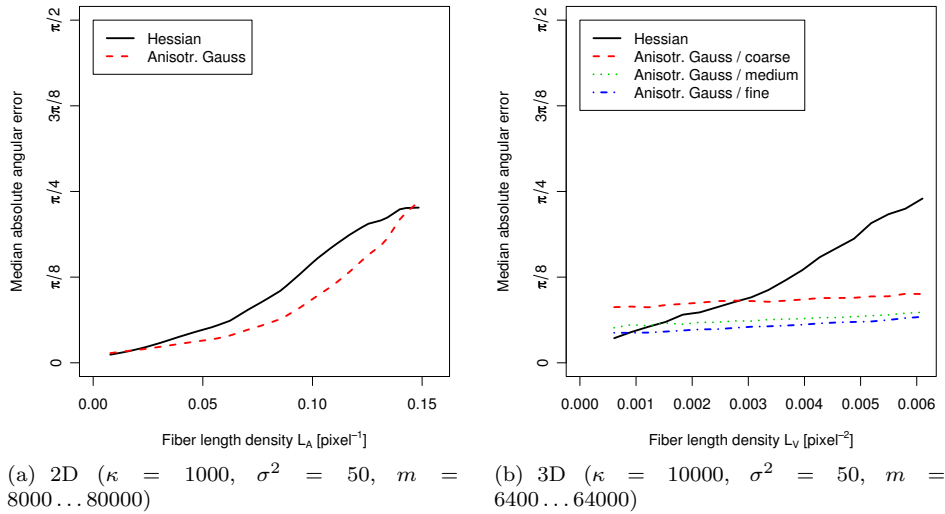 Median absolute angular error
0
π/8
π/4
3π/8
π/2
Hessian
Anisotr. Gauss
0.00
0.05
0.10
0.15
Fiber length density L_A [pixel⁻¹]
(a) 2D (κ = 1000, σ² = 50, m =
8000...80000)
Median absolute angular error
0
π/8
π/4
3π/8
π/2
Hessian
Anisotr. Gauss / coarse
Anisotr. Gauss / medium
Anisotr. Gauss / fine
0.000
0.001
0.002
0.003
0.004
0.005
0.006
Fiber length density L_V [pixel⁻²]
(b) 3D (κ = 10000, σ² = 50, m =
6400...64000)